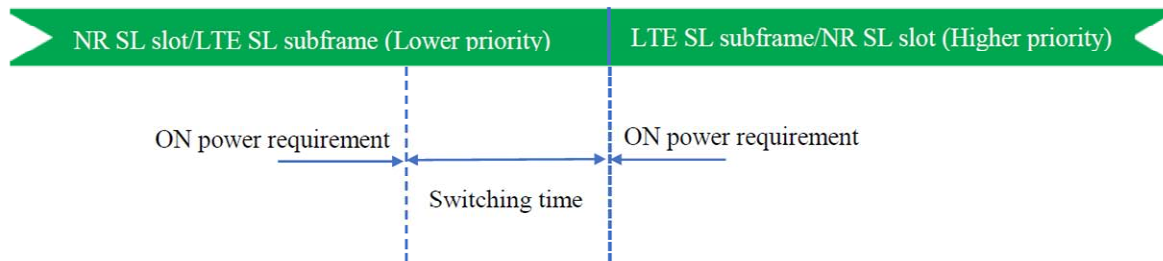 NR SL slot/LTE SL subframe (Lower priority)
LTE SL subframe/NR SL slot (Higher priority)
ON power requirement
ON power requirement
Switching time